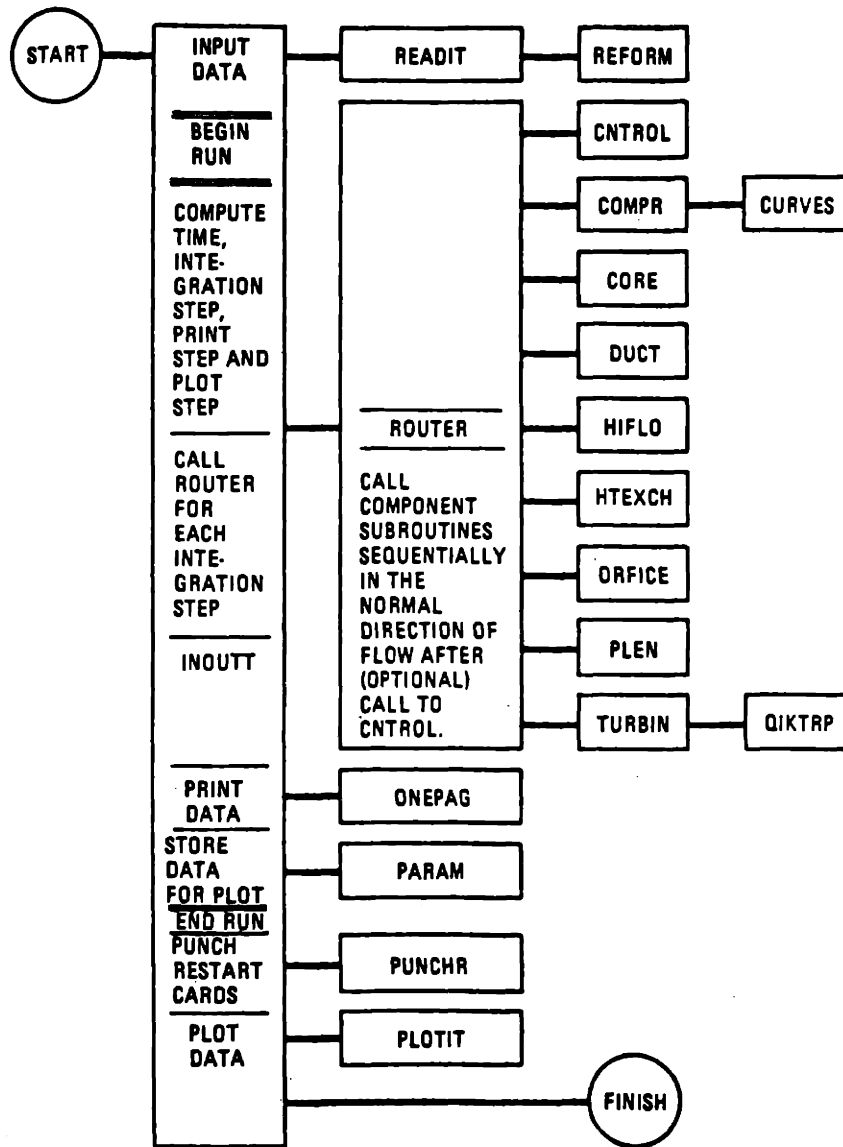 START
INPUT
DATA
READIT
REFORM
BEGIN
RUN
COMPUTE
TIME,
INTE-
GRATION
STEP,
PRINT
STEP AND
PLOT
STEP
CALL
ROUTER
FOR
EACH
INTE-
GRATION
STEP
INOUTT
PRINT
DATA
STORE
DATA
FOR PLOT
END RUN
PUNCH
RESTART
CARDS
PLOT
DATA
ROUTER
CALL
COMPONENT
SUBROUTINES
SEQUENTIALLY
IN THE
NORMAL
DIRECTION OF
FLOW AFTER
(OPTIONAL)
CALL TO
CNTROL.
CNTROL
COMPR
CURVES
CORE
DUCT
HIFLO
HTEXCH
ORFICE
PLEN
TURBIN
QIKTRP
ONEPAG
PARAM
PUNCHR
PLOTIT
FINISH